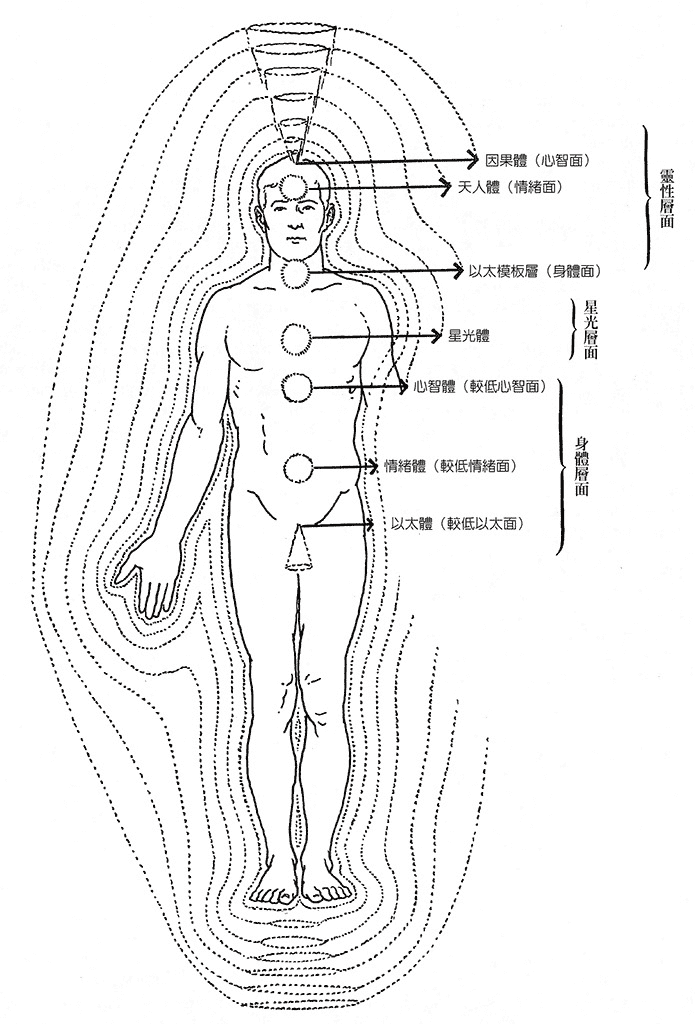 因果體（心智面）
天人體（情緒面）
以太模板層（身體面）
靈性層面
星光體
星光層面
心智體（較低心智面）
情緒體（較低情緒面）
以太體（較低以太面）
身體層面